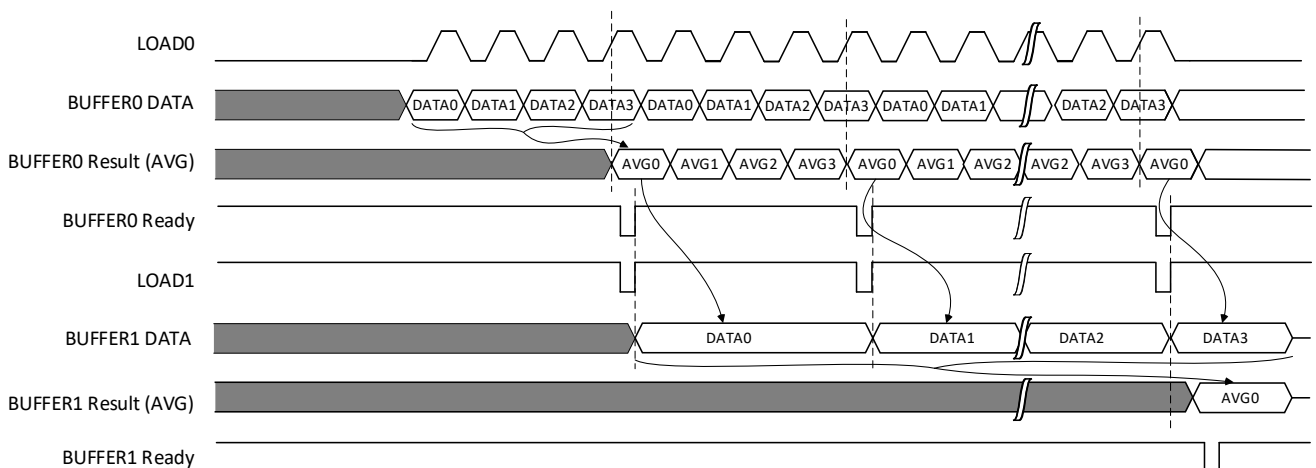 LOAD0
BUFFER0 DATA DATA0 DATA1 DATA2 DATA3 DATA0 DATA1 DATA2 DATA3 DATA0 DATA1 DATA2 DATA3
BUFFER0 Result (AVG) AVG0 AVG1 AVG2 AVG3 AVG0 AVG1 AVG2 AVG2 AVG3 AVG0
BUFFER0 Ready
LOAD1
BUFFER1 DATA DATA0 DATA1 DATA2 DATA3
BUFFER1 Result (AVG) AVG0
BUFFER1 Ready